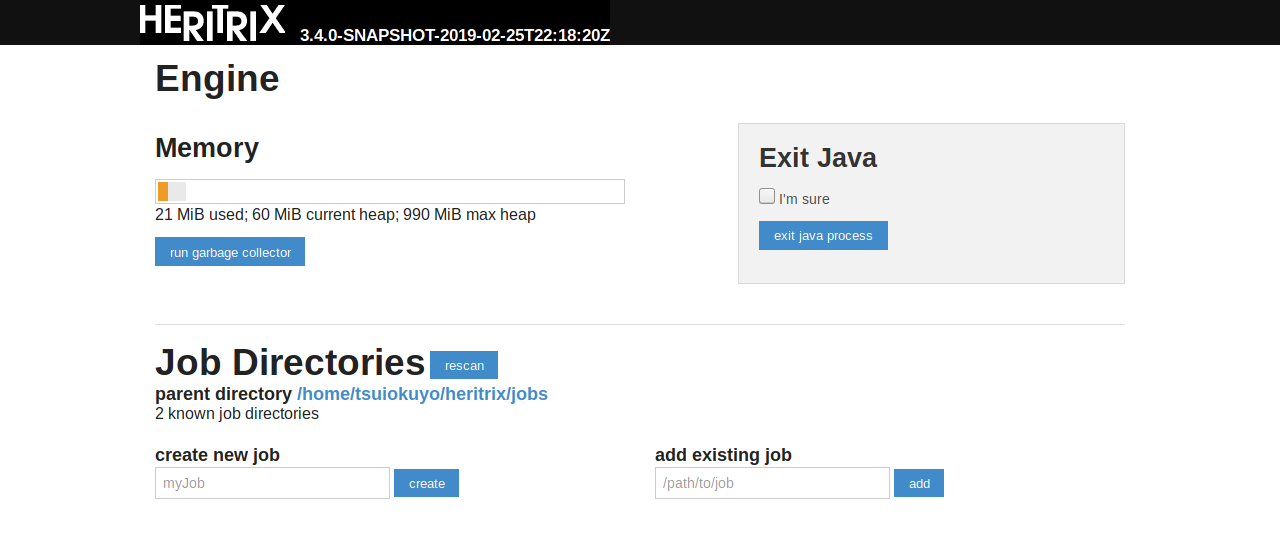 HERITRIX 3.4.0-SNAPSHOT-2019-02-25T22:18:20Z
Engine
Memory
21 MiB used; 60 MiB current heap; 990 MiB max heap
run garbage collector
Exit Java
I'm sure
exit java process
Job Directories rescan
parent directory /home/tsuiokuyo/heritrix/jobs
2 known job directories
create new job
myJob create
add existing job
/path/to/job add